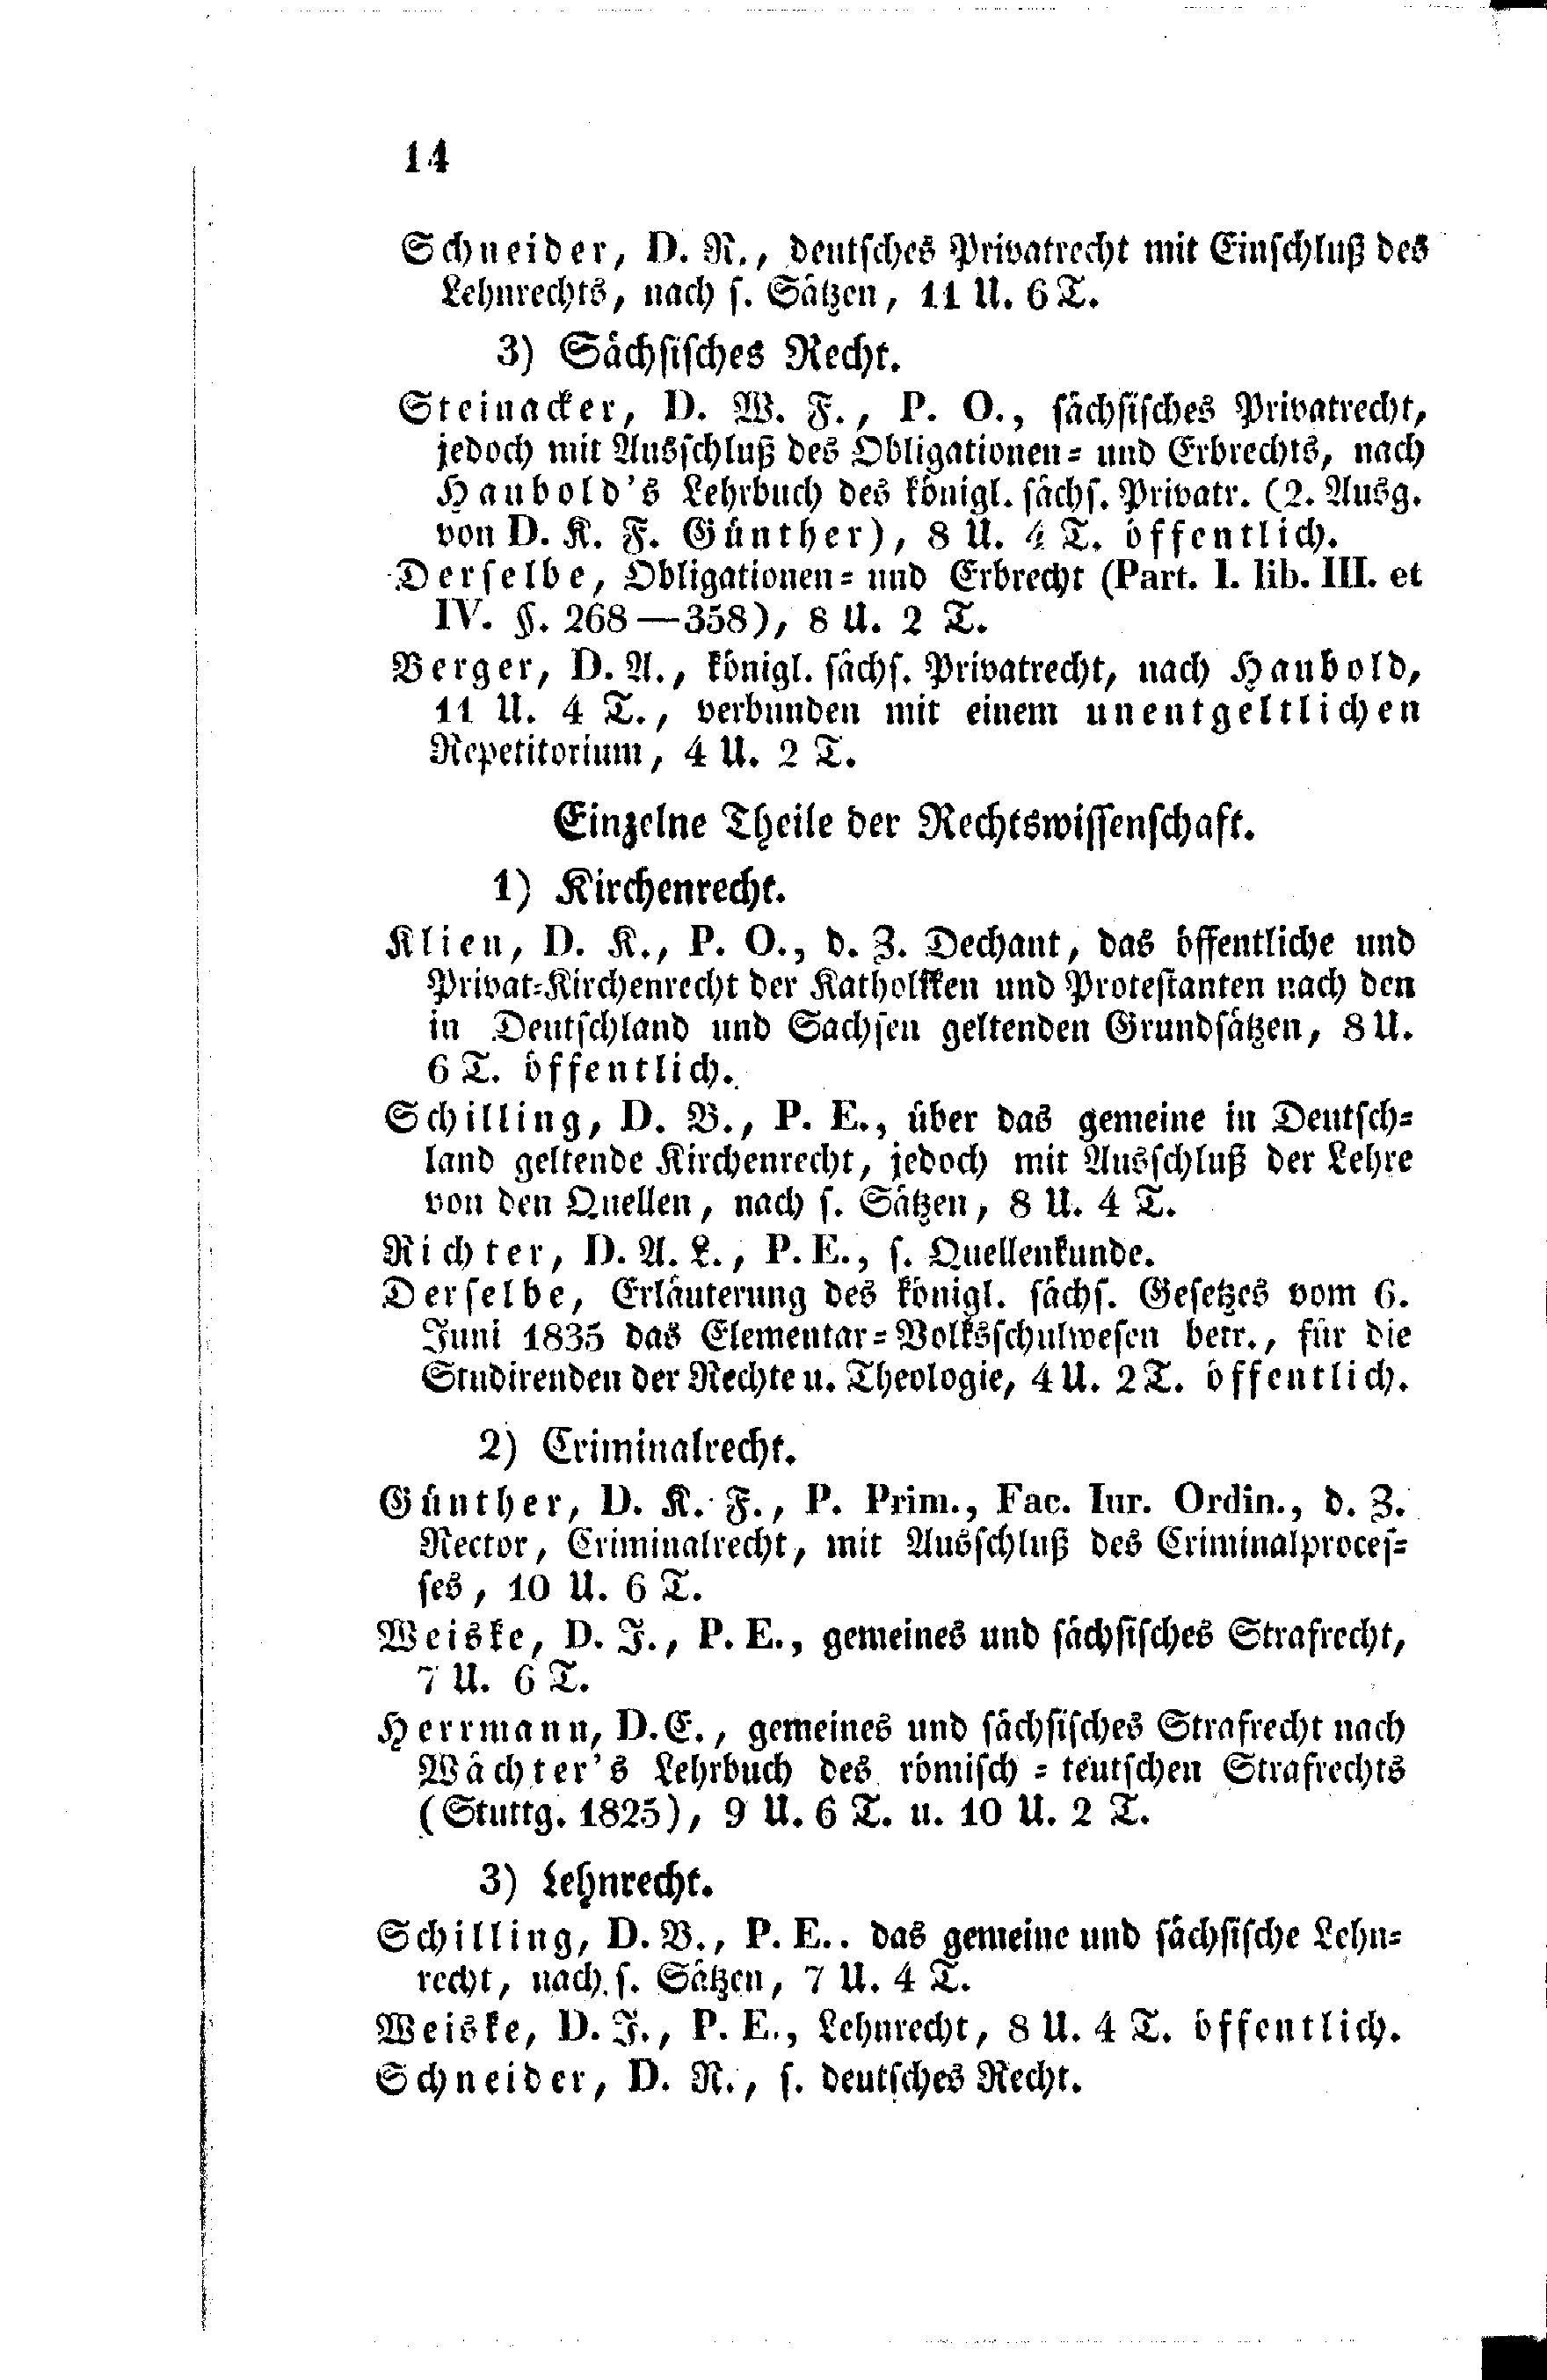 14
Schneider, D. R., deutsches Privatrecht mit Einschluß des
Lehnrechts, nach s. Sätzen, 11 U. 6 T.
3) Sächsisches Recht.
Steinacker, D. W. F., P. O., sächsisches Privatrecht,
jedoch mit Ausschluß des Obligationen- und Erbrechts, nach
Haubold's Lehrbuch des königl. sächs. Privatr. (2. Ausg.
von D. K. F. Günther), 8 U. 4 T. öffentlich.
Derselbe, Obligationen- und Erbrecht (Part. I. lib. III. et
IV. §. 268—358), 8 U. 2 T.
Berger, D. A., königl. sächs. Privatrecht, nach Haubold,
11 U. 4 T., verbunden mit einem unentgeltlichen
Repetitorium, 4 U. 2 T.
Einzelne Theile der Rechtswissenschaft.
1) Kirchenrecht.
Klien, D. K., P. O., d. Z. Dechant, das öffentliche und
Privat-Kirchenrecht der Katholkken und Protestanten nach den
in Deutschland und Sachsen geltenden Grundsätzen, 8 U.
6 T. öffentlich.
Schilling, D. B., P. E., über das gemeine in Deutsch-
land geltende Kirchenrecht, jedoch mit Ausschluß der Lehre
von den Quellen, nach s. Sätzen, 8 U. 4 T.
Richter, D. A. L., P. E., s. Quellenkunde.
Derselbe, Erläuterung des königl. sächs. Gesetzes vom 6.
Juni 1835 das Elementar-Volksschulwesen betr., für die
Studirenden der Rechte u. Theologie, 4 U. 2 T. öffentlich.
2) Criminalrecht.
Günther, D. K. F., P. Prim., Fac. Iur. Ordin., d. Z.
Rector, Criminalrecht, mit Ausschluß des Criminalproces-
ses, 10 U. 6 T.
Weiske, D. J., P. E., gemeines und sächsisches Strafrecht,
7 U. 6 T.
Herrmann, D. E., gemeines und sächsisches Strafrecht nach
Wächter's Lehrbuch des römisch-teutschen Strafrechts
(Stuttg. 1825), 9 U. 6 T. u. 10 U. 2 T.
3) Lehnrecht.
Schilling, D. B., P. E.. das gemeine und sächsische Lehn-
recht, nach s. Sätzen, 7 U. 4 T.
Weiske, D. J., P. E., Lehnrecht, 8 U. 4 T. öffentlich.
Schneider, D. R., s. deutsches Recht.